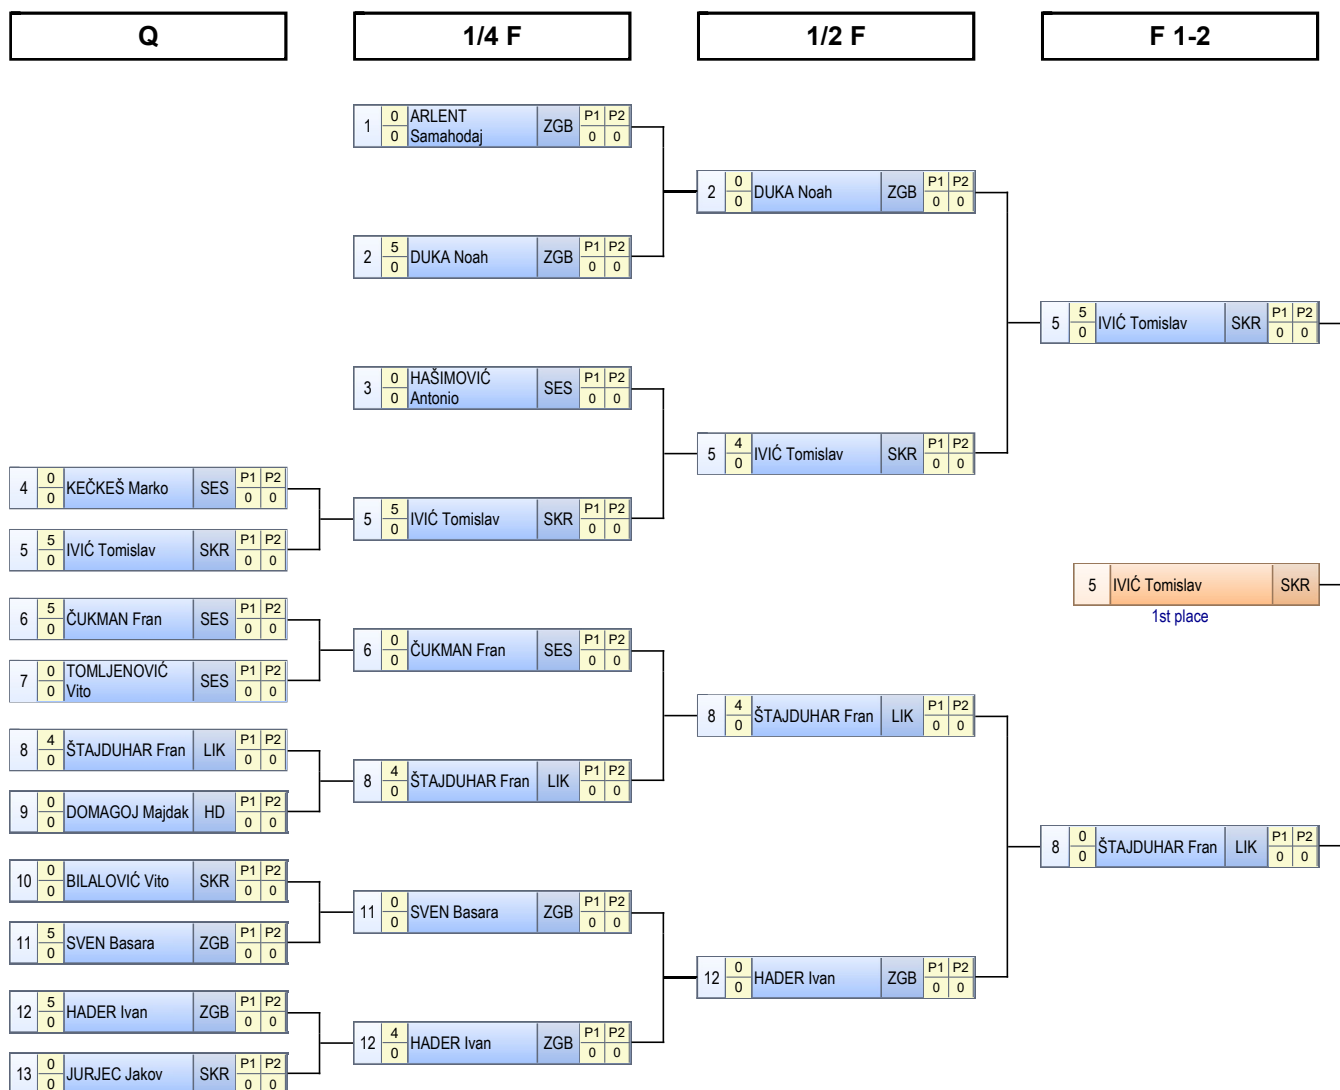 Q
1/4 F
1/2 F
F 1-2
1 0 ARLENT ZGB P1 P2
0 Samahodaj 0 0
2 0 DUKA Noah ZGB P1 P2
0 0 0
2 5 DUKA Noah ZGB P1 P2
0 0 0
5 5 IVIĆ Tomislav SKR P1 P2
0 0 0
3 0 HAŠIMOVIĆ SES P1 P2
0 Antonio 0 0
5 4 IVIĆ Tomislav SKR P1 P2
0 0 0
4 0 KEČKEŠ Marko SES P1 P2
0 0 0
5 5 IVIĆ Tomislav SKR P1 P2
0 0 0
5 5 IVIĆ Tomislav SKR P1 P2
0 0 0
5 IVIĆ Tomislav SKR
1st place
6 5 ČUKMAN Fran SES P1 P2
0 0 0
6 0 ČUKMAN Fran SES P1 P2
0 0 0
7 0 TOMLJENOVIĆ SES P1 P2
0 Vito 0 0
8 4 ŠTAJDUHAR Fran LIK P1 P2
0 0 0
8 4 ŠTAJDUHAR Fran LIK P1 P2
0 0 0
8 4 ŠTAJDUHAR Fran LIK P1 P2
0 0 0
9 0 DOMAGOJ Majdak HD P1 P2
0 0 0
8 0 ŠTAJDUHAR Fran LIK P1 P2
0 0 0
10 0 BILALOVIĆ Vito SKR P1 P2
0 0 0
11 0 SVEN Basara ZGB P1 P2
0 0 0
11 5 SVEN Basara ZGB P1 P2
0 0 0
12 0 HADER Ivan ZGB P1 P2
0 0 0
12 5 HADER Ivan ZGB P1 P2
0 0 0
12 4 HADER Ivan ZGB P1 P2
0 0 0
13 0 JURJEC Jakov SKR P1 P2
0 0 0